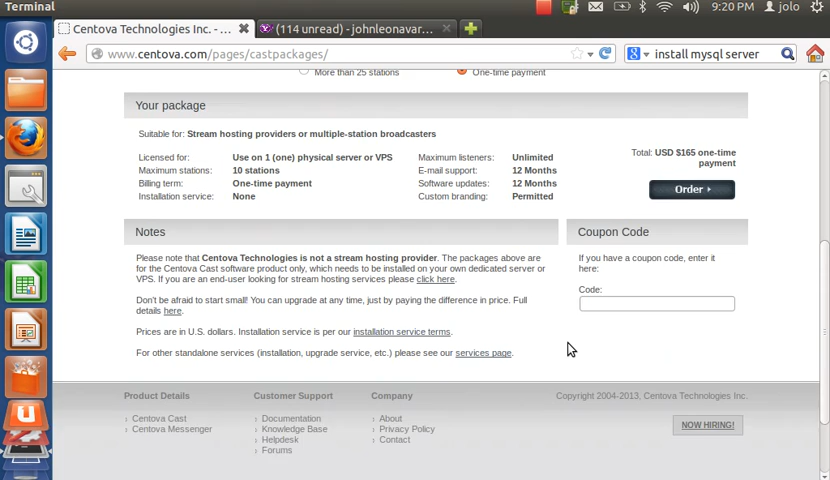 Terminal
9:20 PM
jolo
Centova Technologies Inc. - ...
(114 unread) - johnleonavar...
www.centova.com/pages/castpackages/
install mysql server
More than 25 stations
One-time payment
Your package
Suitable for: Stream hosting providers or multiple-station broadcasters
Licensed for: Use on 1 (one) physical server or VPS
Maximum stations: 10 stations
Billing term: One-time payment
Installation service: None
Maximum listeners: Unlimited
E-mail support: 12 Months
Software updates: 12 Months
Custom branding: Permitted
Total: USD $165 one-time
payment
Order
Notes
Please note that Centova Technologies is not a stream hosting provider. The packages above are
for the Centova Cast software product only, which needs to be installed on your own dedicated server or
VPS. If you are an end-user looking for stream hosting services please click here.
Don't be afraid to start small! You can upgrade at any time, just by paying the difference in price. Full
details here.
Prices are in U.S. dollars. Installation service is per our installation service terms.
For other standalone services (installation, upgrade service, etc.) please see our services page.
Coupon Code
If you have a coupon code, enter it
here:
Code:
Product Details
Centova Cast
Centova Messenger
Customer Support
Documentation
Knowledge Base
Helpdesk
Forums
Company
About
Privacy Policy
Contact
Copyright 2004-2013, Centova Technologies Inc.
NOW HIRING!